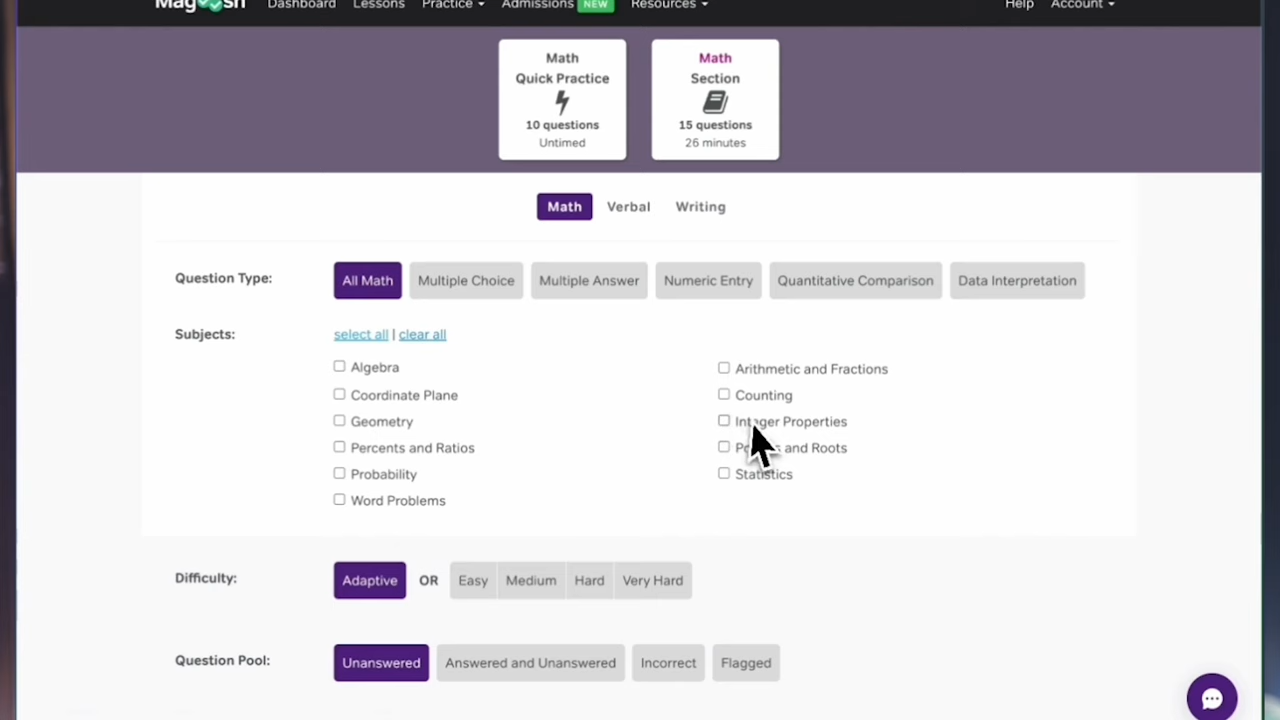 Magoosh Dashboard Lessons Practice Admissions NEW Resources Help Account
Math
Quick Practice
10 questions
Untimed
Math
Section
15 questions
26 minutes
Math Verbal Writing
Question Type: All Math Multiple Choice Multiple Answer Numeric Entry Quantitative Comparison Data Interpretation
Subjects: select all | clear all
Algebra
Coordinate Plane
Geometry
Percents and Ratios
Probability
Word Problems
Arithmetic and Fractions
Counting
Integer Properties
and Roots
Statistics
Difficulty: Adaptive OR Easy Medium Hard Very Hard
Question Pool: Unanswered Answered and Unanswered Incorrect Flagged